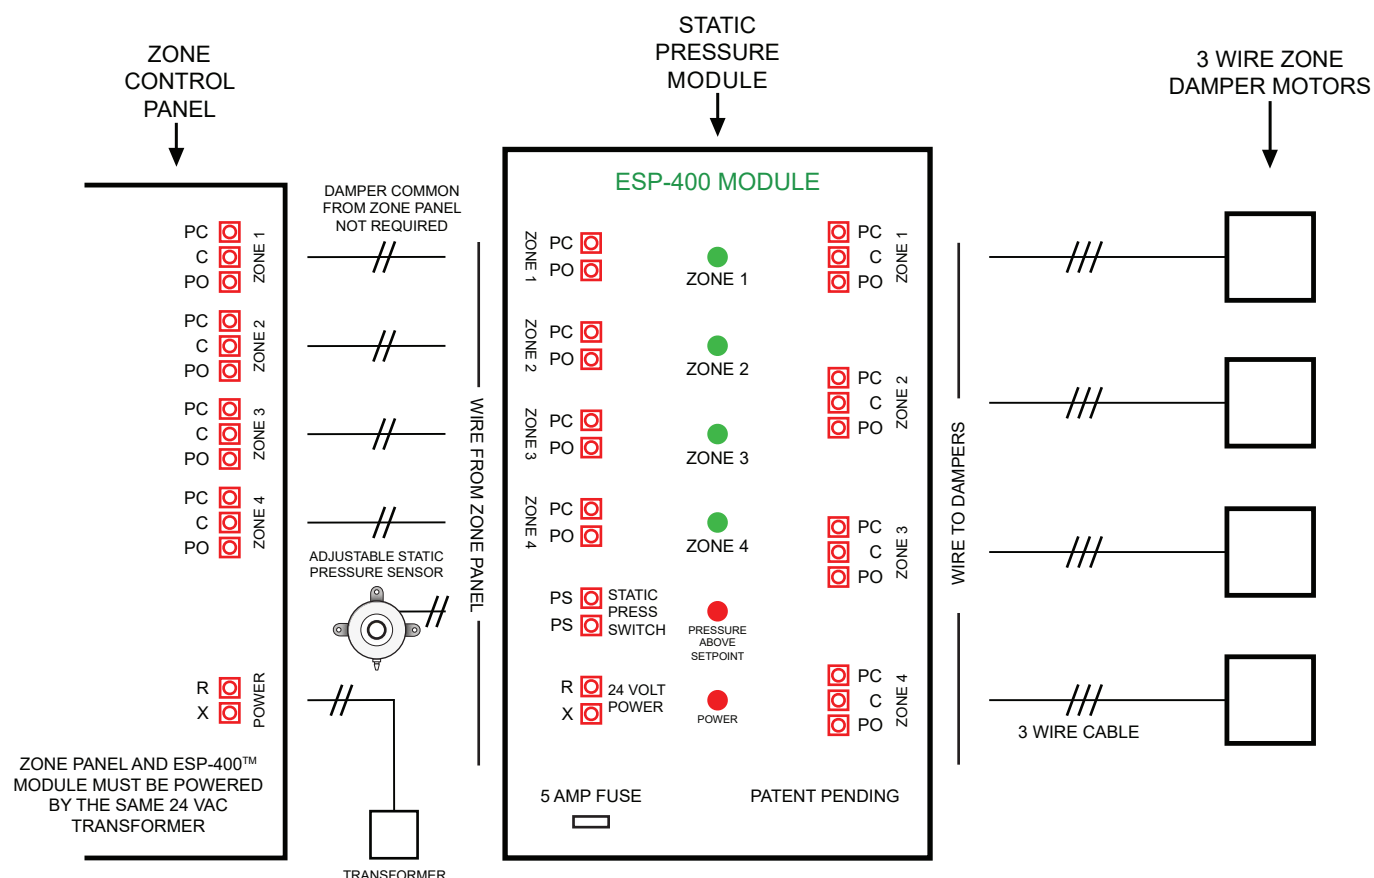 ZONE
CONTROL
PANEL
STATIC
PRESSURE
MODULE
3 WIRE ZONE
DAMPER MOTORS
PC
C
PO
ZONE 1
PC
C
PO
ZONE 2
PC
C
PO
ZONE 3
PC
C
PO
ZONE 4
R
X
POWER
ZONE PANEL AND ESP-400™
MODULE MUST BE POWERED
BY THE SAME 24 VAC
TRANSFORMER
DAMPER COMMON
FROM ZONE PANEL
NOT REQUIRED
ADJUSTABLE STATIC
PRESSURE SENSOR
TRANSFORMER
WIRE FROM ZONE PANEL
ESP-400 MODULE
ZONE 1
PC
PO
ZONE 2
PC
PO
ZONE 3
PC
PO
ZONE 4
PC
PO
PS
PS
STATIC
PRESS
SWITCH
R
X
24 VOLT
POWER
5 AMP FUSE
ZONE 1
ZONE 2
ZONE 3
ZONE 4
PRESSURE
ABOVE
SETPOINT
POWER
PATENT PENDING
PC
C
PO
ZONE 1
PC
C
PO
ZONE 2
PC
C
PO
ZONE 3
PC
C
PO
ZONE 4
WIRE TO DAMPERS
3 WIRE CABLE